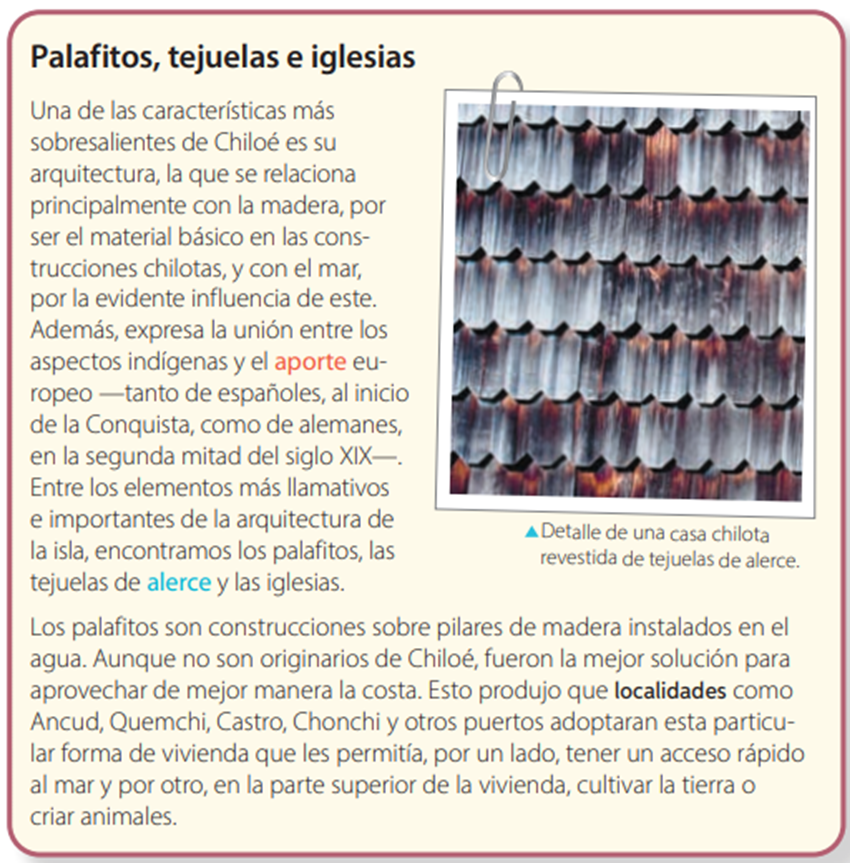 Palafitos, tejuelas e iglesias
Una de las características más
sobresalientes de Chiloé es su
arquitectura, la que se relaciona
principalmente con la madera, por
ser el material básico en las cons-
trucciones chilotas, y con el mar,
por la evidente influencia de este.
Además, expresa la unión entre los
aspectos indígenas y el aporte eu-
ropeo —tanto de españoles, al inicio
de la Conquista, como de alemanes,
en la segunda mitad del siglo XIX—.
Entre los elementos más llamativos
e importantes de la arquitectura de
la isla, encontramos los palafitos, las
tejuelas de alerce y las iglesias.
▲Detalle de una casa chilota
revestida de tejuelas de alerce.
Los palafitos son construcciones sobre pilares de madera instalados en el
agua. Aunque no son originarios de Chiloé, fueron la mejor solución para
aprovechar de mejor manera la costa. Esto produjo que localidades como
Ancud, Quemchi, Castro, Chonchi y otros puertos adoptaran esta particu-
lar forma de vivienda que les permitía, por un lado, tener un acceso rápido
al mar y por otro, en la parte superior de la vivienda, cultivar la tierra o
criar animales.